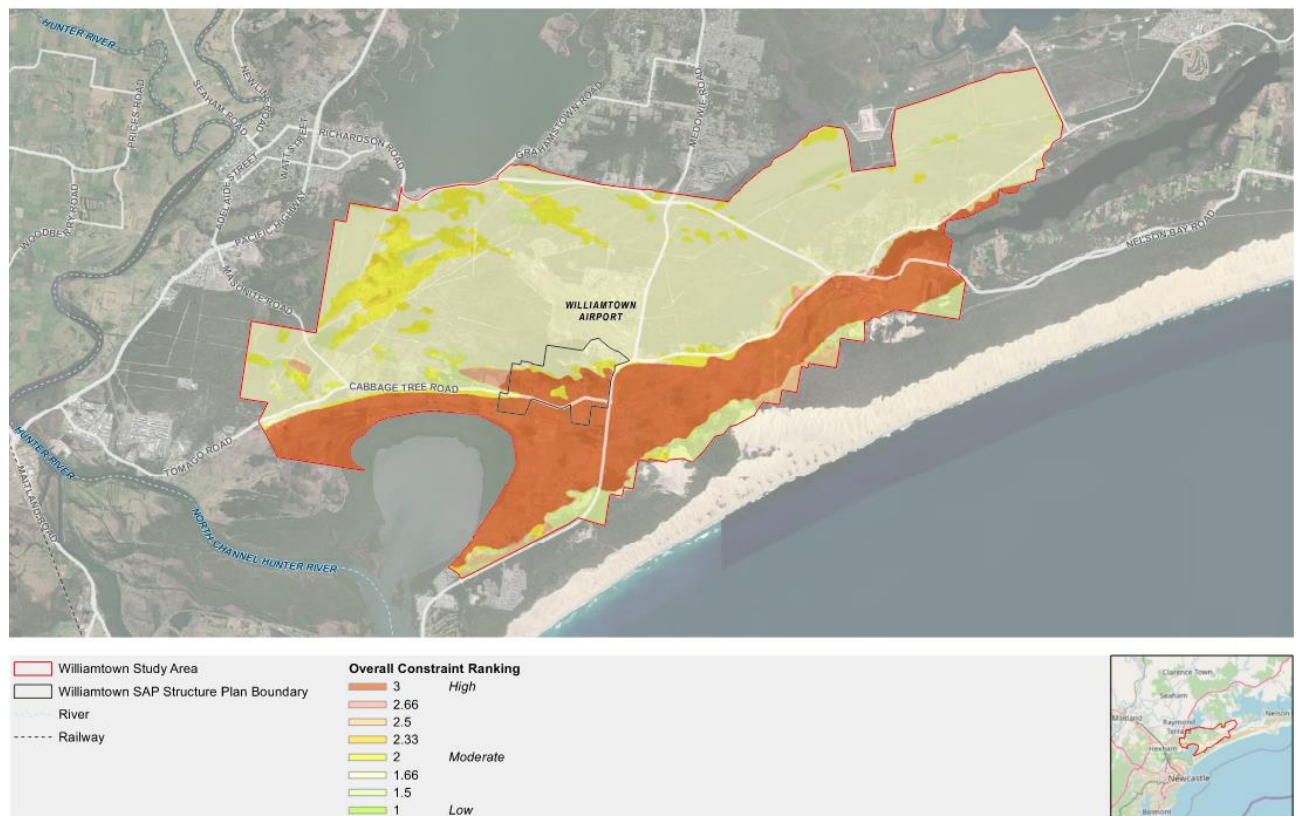 HUNTER RIVER
PRICES ROAD
SEAHAM ROAD
NEWLINE ROAD
WATT STREET
RICHARDSON ROAD
ADELAIDE STREET
PACIFIC HIGHWAY
WOODBERRY ROAD
MASONITE ROAD
GRAHAMSTOWN ROAD
MEDOWIE ROAD
NELSON BAY ROAD
WILLIAMTOWN
AIRPORT
CABBAGE TREE ROAD
TOMAGO ROAD
HUNTER RIVER
MAITLAND ROAD
NORTH CHANNEL HUNTER RIVER
Williamtown Study Area
Williamtown SAP Structure Plan Boundary
River
Railway
Overall Constraint Ranking
3 High
2.66
2.5
2.33
2 Moderate
1.66
1.5
1 Low
Clarence Town
Seaham
Maitland
Raymond
Terrace
Nelson
Hexham
Newcastle
Belmont